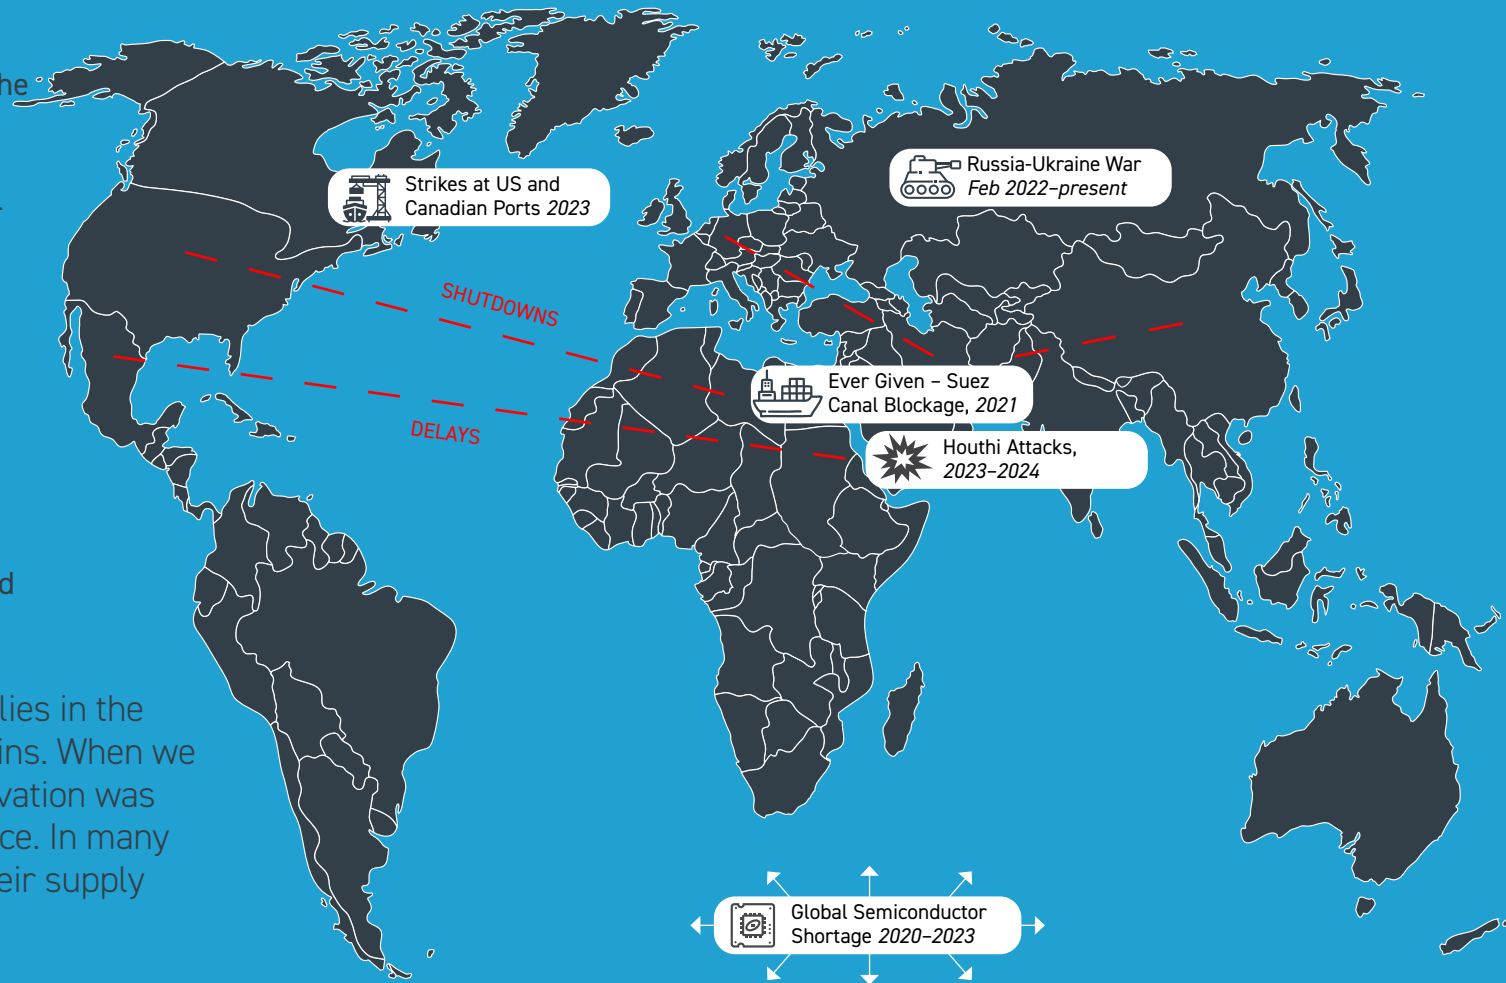 he
.
d
lies in the
ins. When we
vation was
ce. In many
eir supply
Strikes at US and
Canadian Ports 2023
Russia-Ukraine War
Feb 2022–present
SHUTDOWNS
DELAYS
Ever Given – Suez
Canal Blockage, 2021
Houthi Attacks,
2023–2024
Global Semiconductor
Shortage 2020–2023